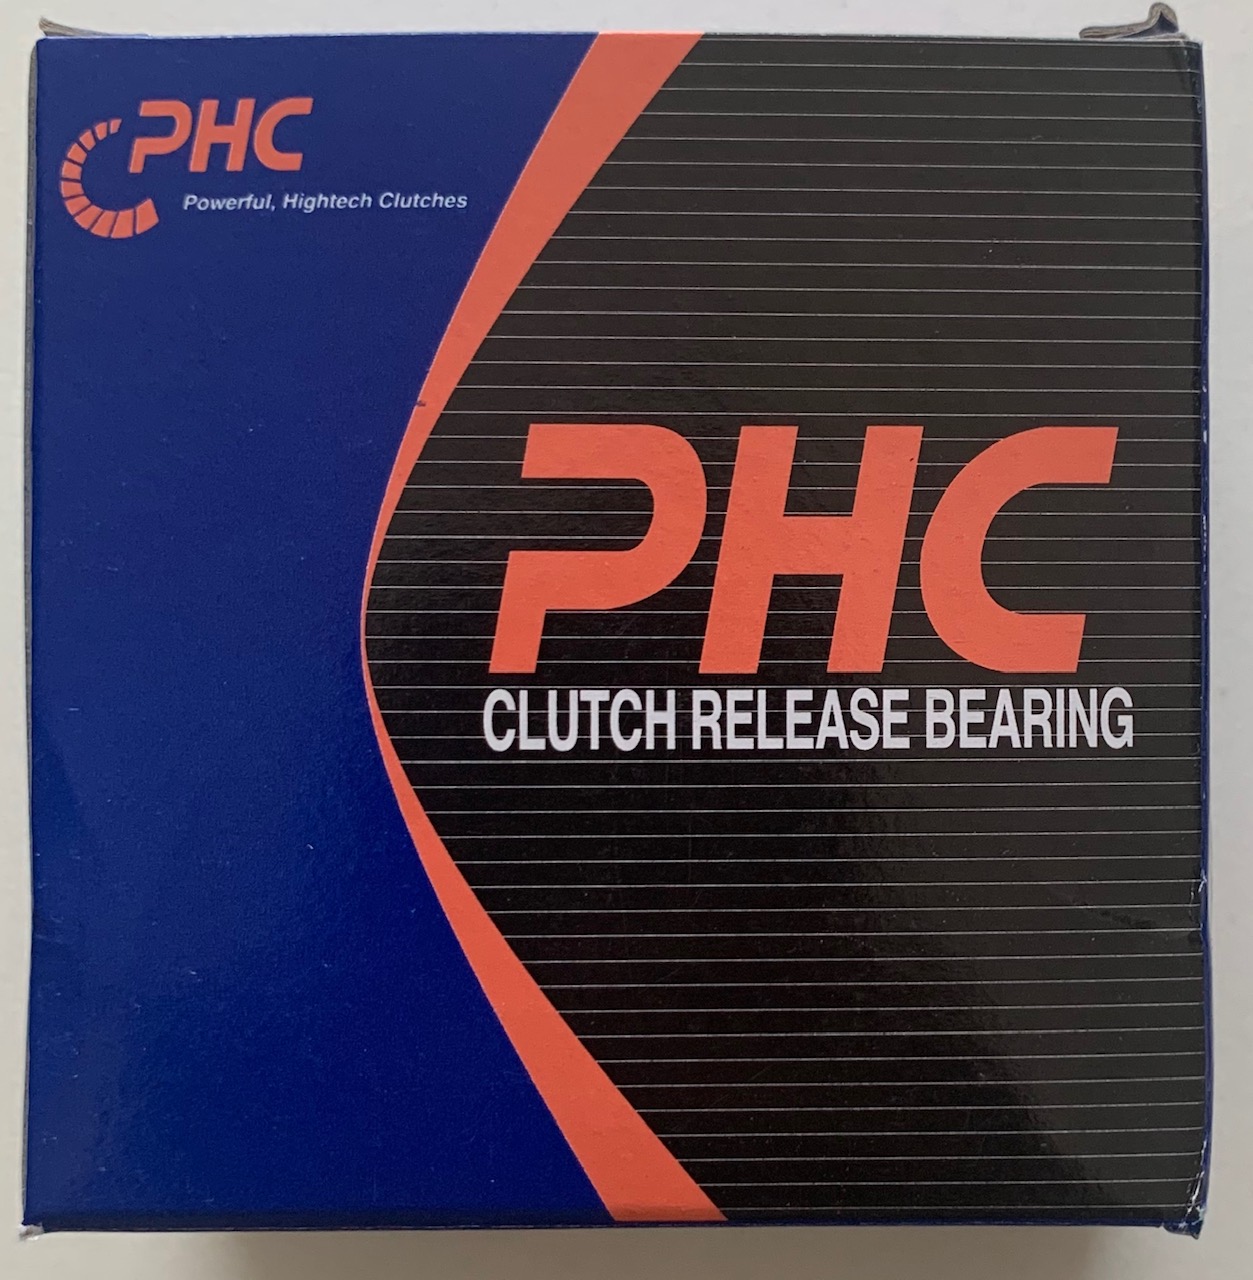 PHC
Powerful, Hightech Clutches
PHC
CLUTCH RELEASE BEARING